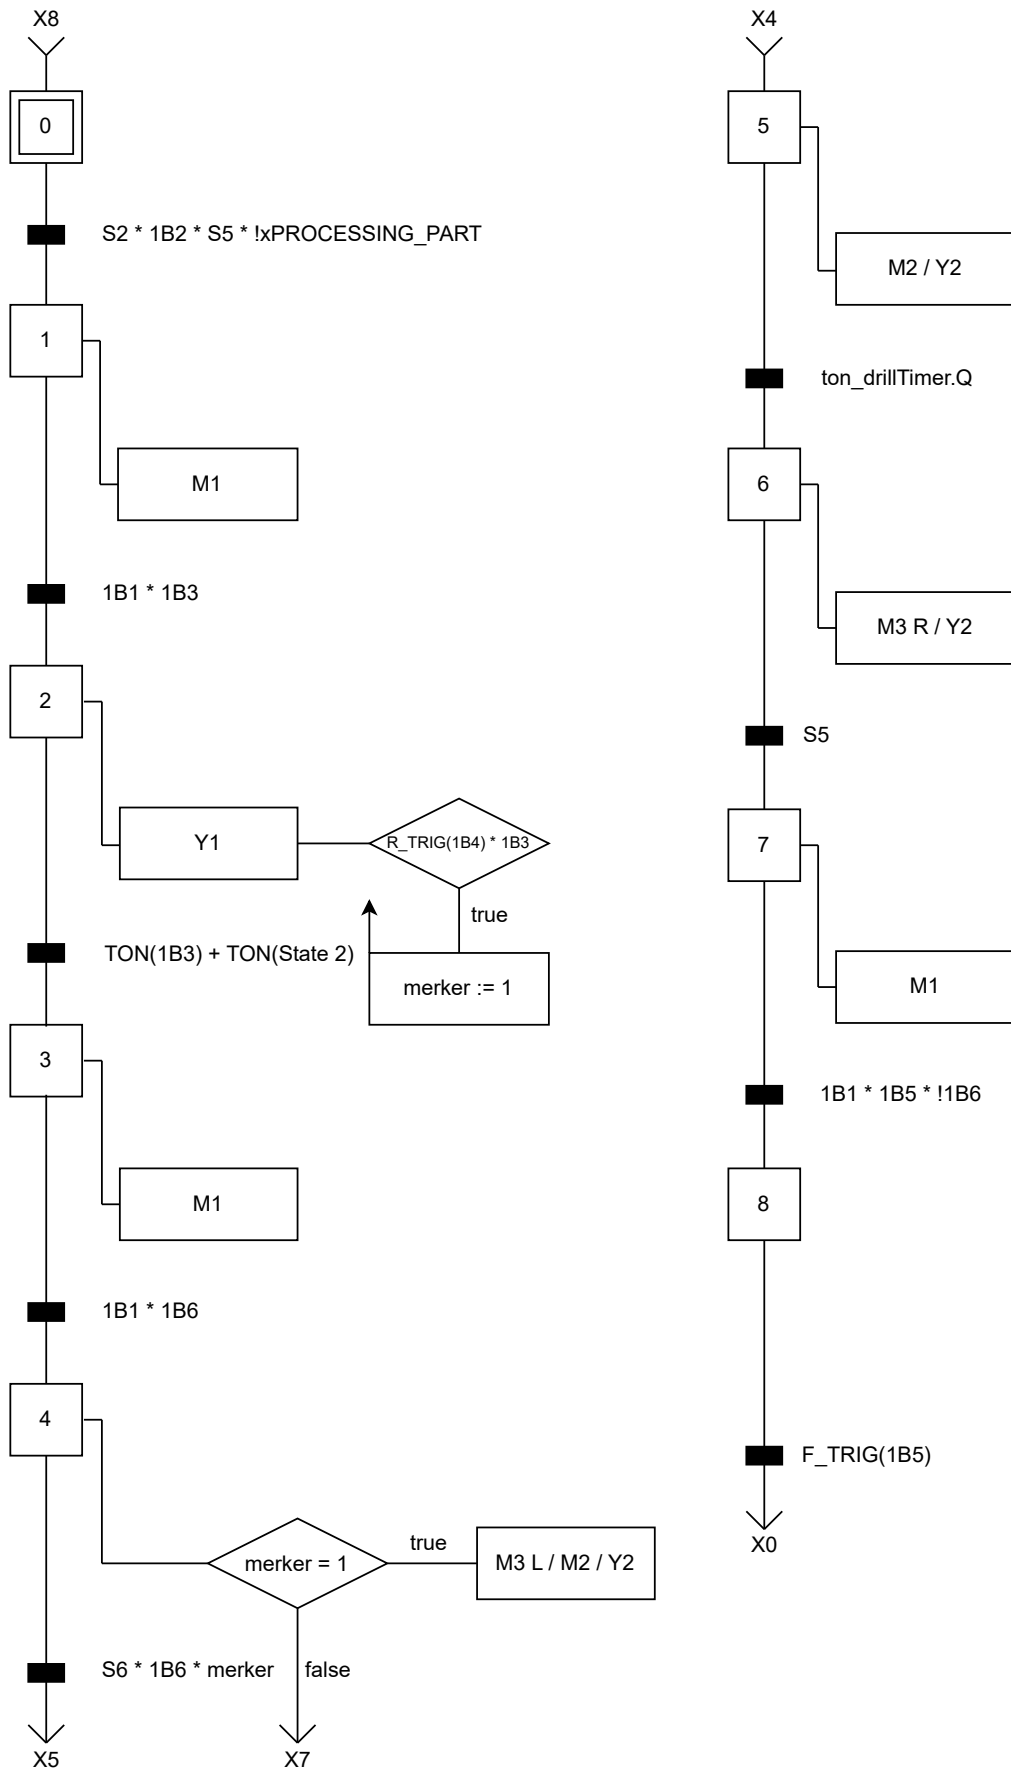 X8
0
S2 * 1B2 * S5 * !xPROCESSING_PART
1
M1
1B1 * 1B3
2
Y1
R_TRIG(1B4) * 1B3
true
TON(1B3) + TON(State 2)
merker := 1
3
M1
1B1 * 1B6
4
merker = 1
true
M3 L / M2 / Y2
S6 * 1B6 * merker
false
X5
X7
X4
5
M2 / Y2
ton_drillTimer.Q
6
M3 R / Y2
S5
7
M1
1B1 * 1B5 * !1B6
8
F_TRIG(1B5)
X0